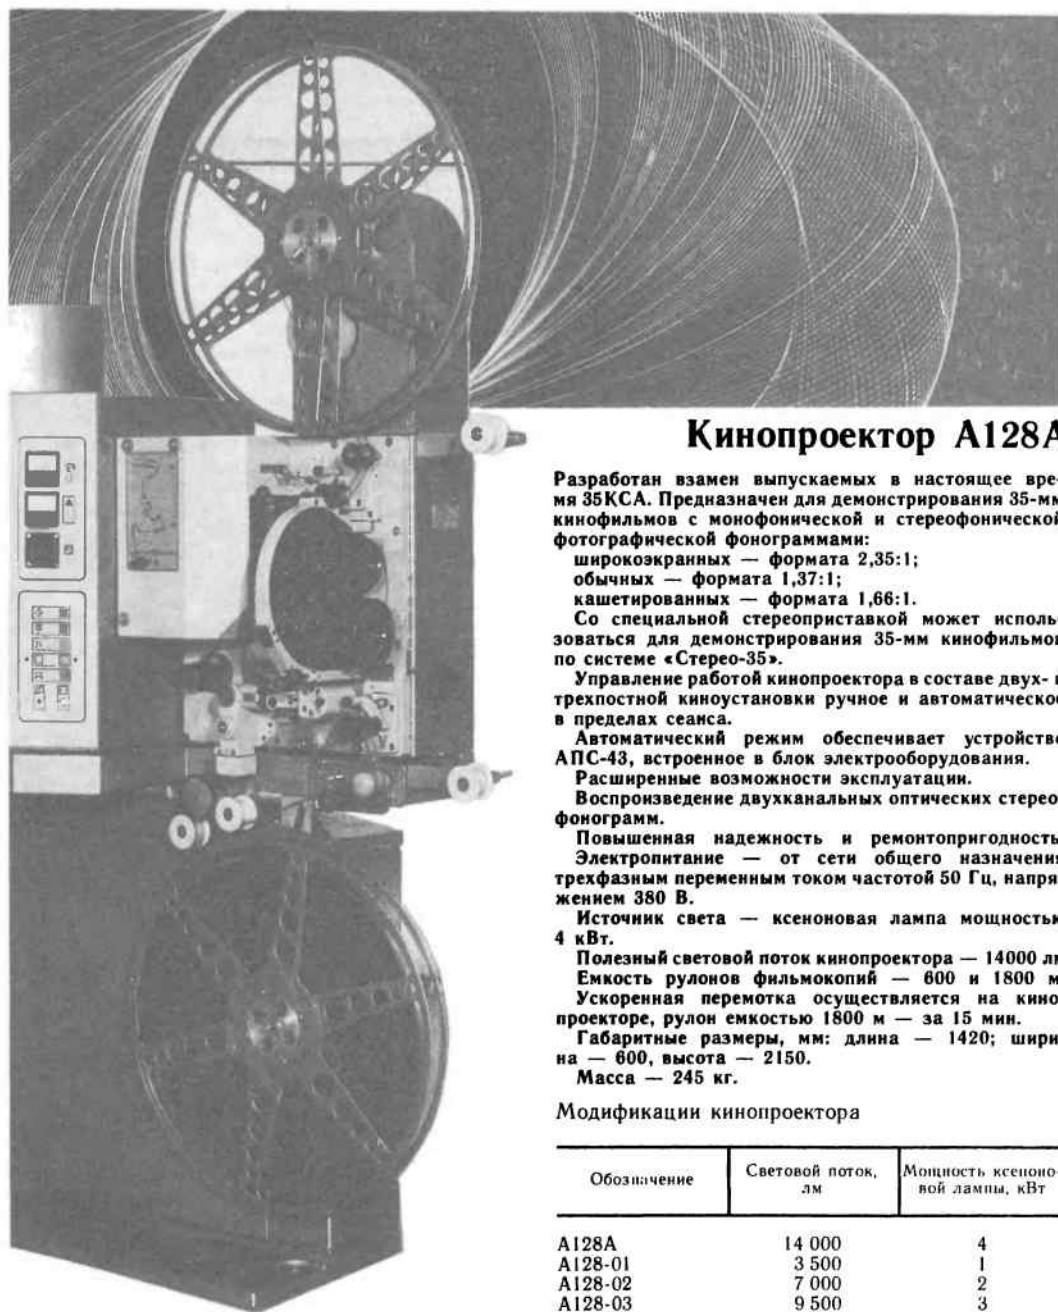 Кинопроектор А128А
Разработан взамен выпускаемых в настоящее вре-
мя 35КСА. Предназначен для демонстрирования 35-мм
кинофильмов с монофонической и стереофонической
фотографической фонограммами:
широкоэкранных — формата 2,35:1;
обычных — формата 1,37:1;
кашетированных — формата 1,66:1.
Со специальной стереоприставкой может исполь-
зоваться для демонстрирования 35-мм кинофильмов
по системе «Стерео-35».
Управление работой кинопроектора в составе двух- и
трехпостной киноустановки ручное и автоматическое
в пределах сеанса.
Автоматический режим обеспечивает устройство
АПС-43, встроенное в блок электрооборудования.
Расширенные возможности эксплуатации.
Воспроизведение двухканальных оптических стерео-
фонограмм.
Повышенная надежность и ремонтопригодность.
Электропитание — от сети общего назначения
трехфазным переменным током частотой 50 Гц, напря-
жением 380 В.
Источник света — ксеноновая лампа мощностью
4 кВт.
Полезный световой поток кинопроектора — 14000 лм
Емкость рулонов фильмокопий — 600 и 1800 м
Ускоренная перемотка осуществляется на кино-
проекторе, рулон емкостью 1800 м — за 15 мин.
Габаритные размеры, мм: длина — 1420; шири-
на — 600, высота — 2150.
Масса — 245 кг.
Модификации кинопроектора
Обозначение Световой поток, лм Мощность ксеноно-вой лампы, кВт
А128А 14 000 4
А128-01 3 500 1
А128-02 7 000 2
А128-03 9 500 3